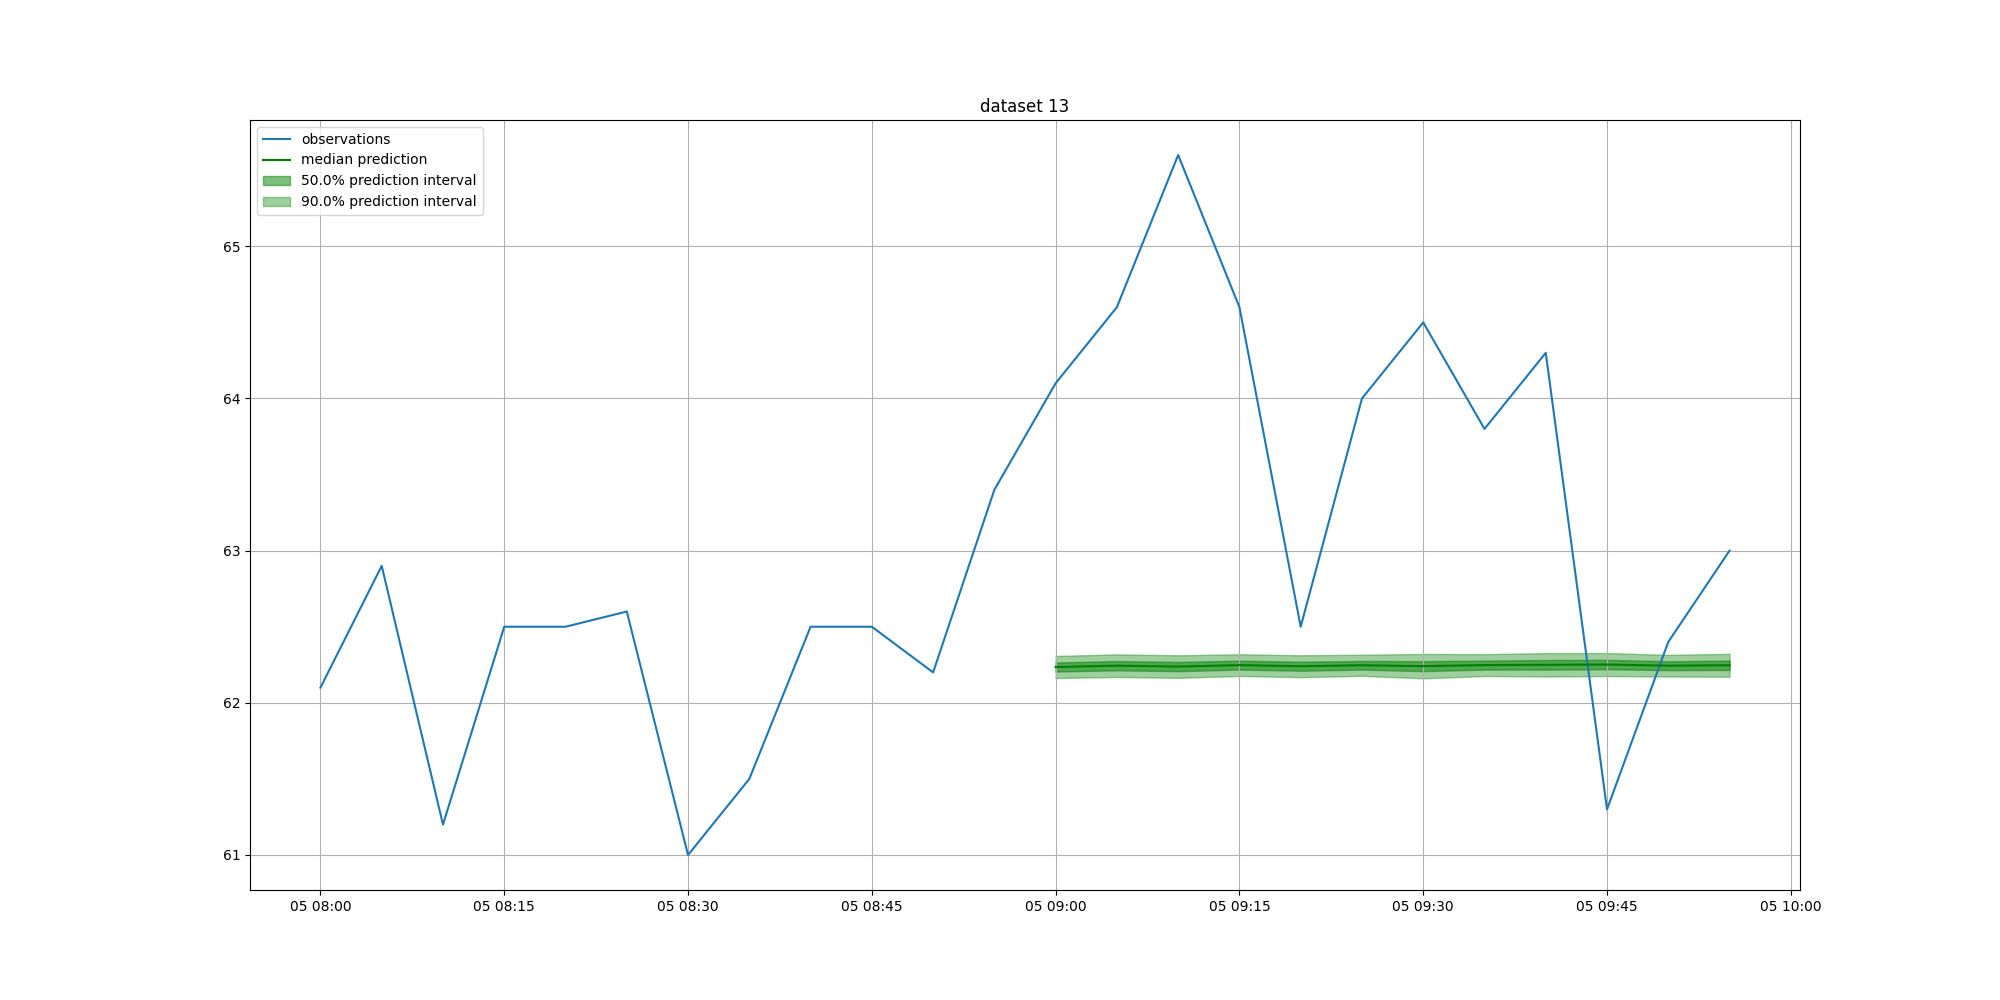 dataset 13
observations
median prediction
50.0% prediction interval
90.0% prediction interval
65
64
63
62
61
05 08:00 05 08:15 05 08:30 05 08:45 05 09:00 05 09:15 05 09:30 05 09:45 05 10:00